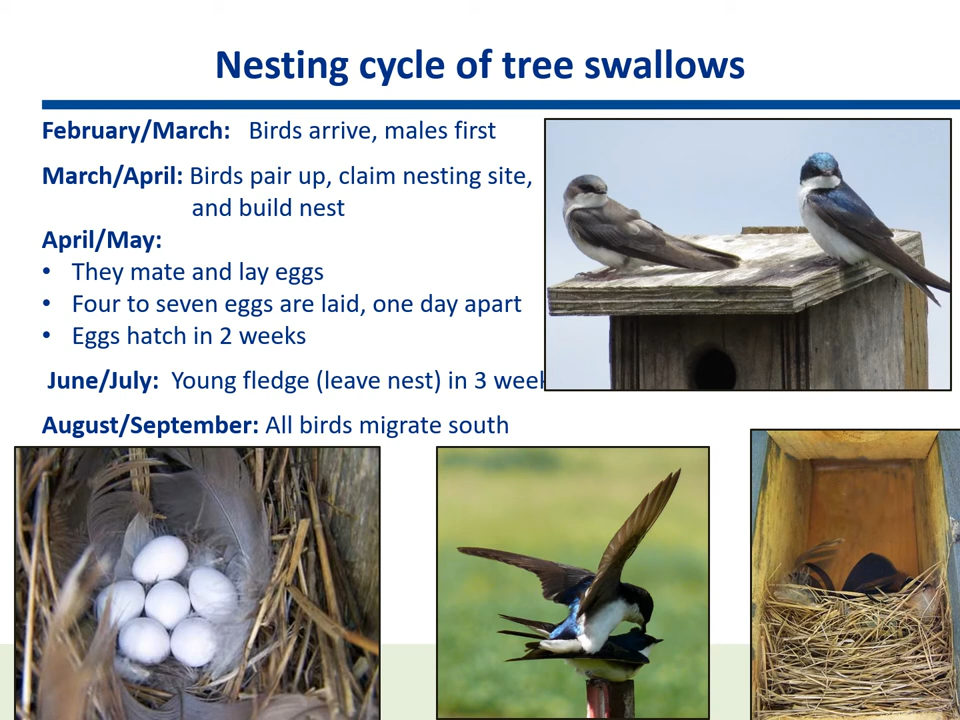 Nesting cycle of tree swallows
February/March: Birds arrive, males first
March/April: Birds pair up, claim nesting site,
and build nest
April/May:
• They mate and lay eggs
• Four to seven eggs are laid, one day apart
• Eggs hatch in 2 weeks
June/July: Young fledge (leave nest) in 3
August/September: All birds migrate south